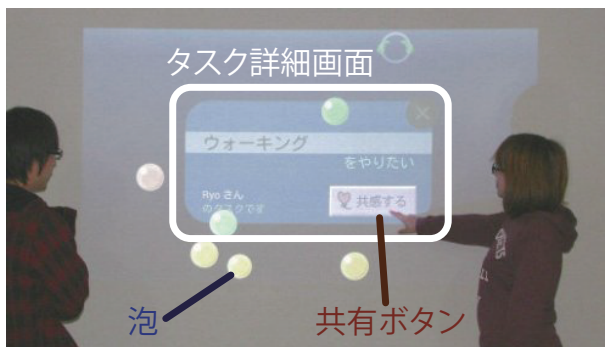 タスク詳細画面
ウォーキング
をやりたい
Ryo さん
のタスクです
共感する
泡
共有ボタン